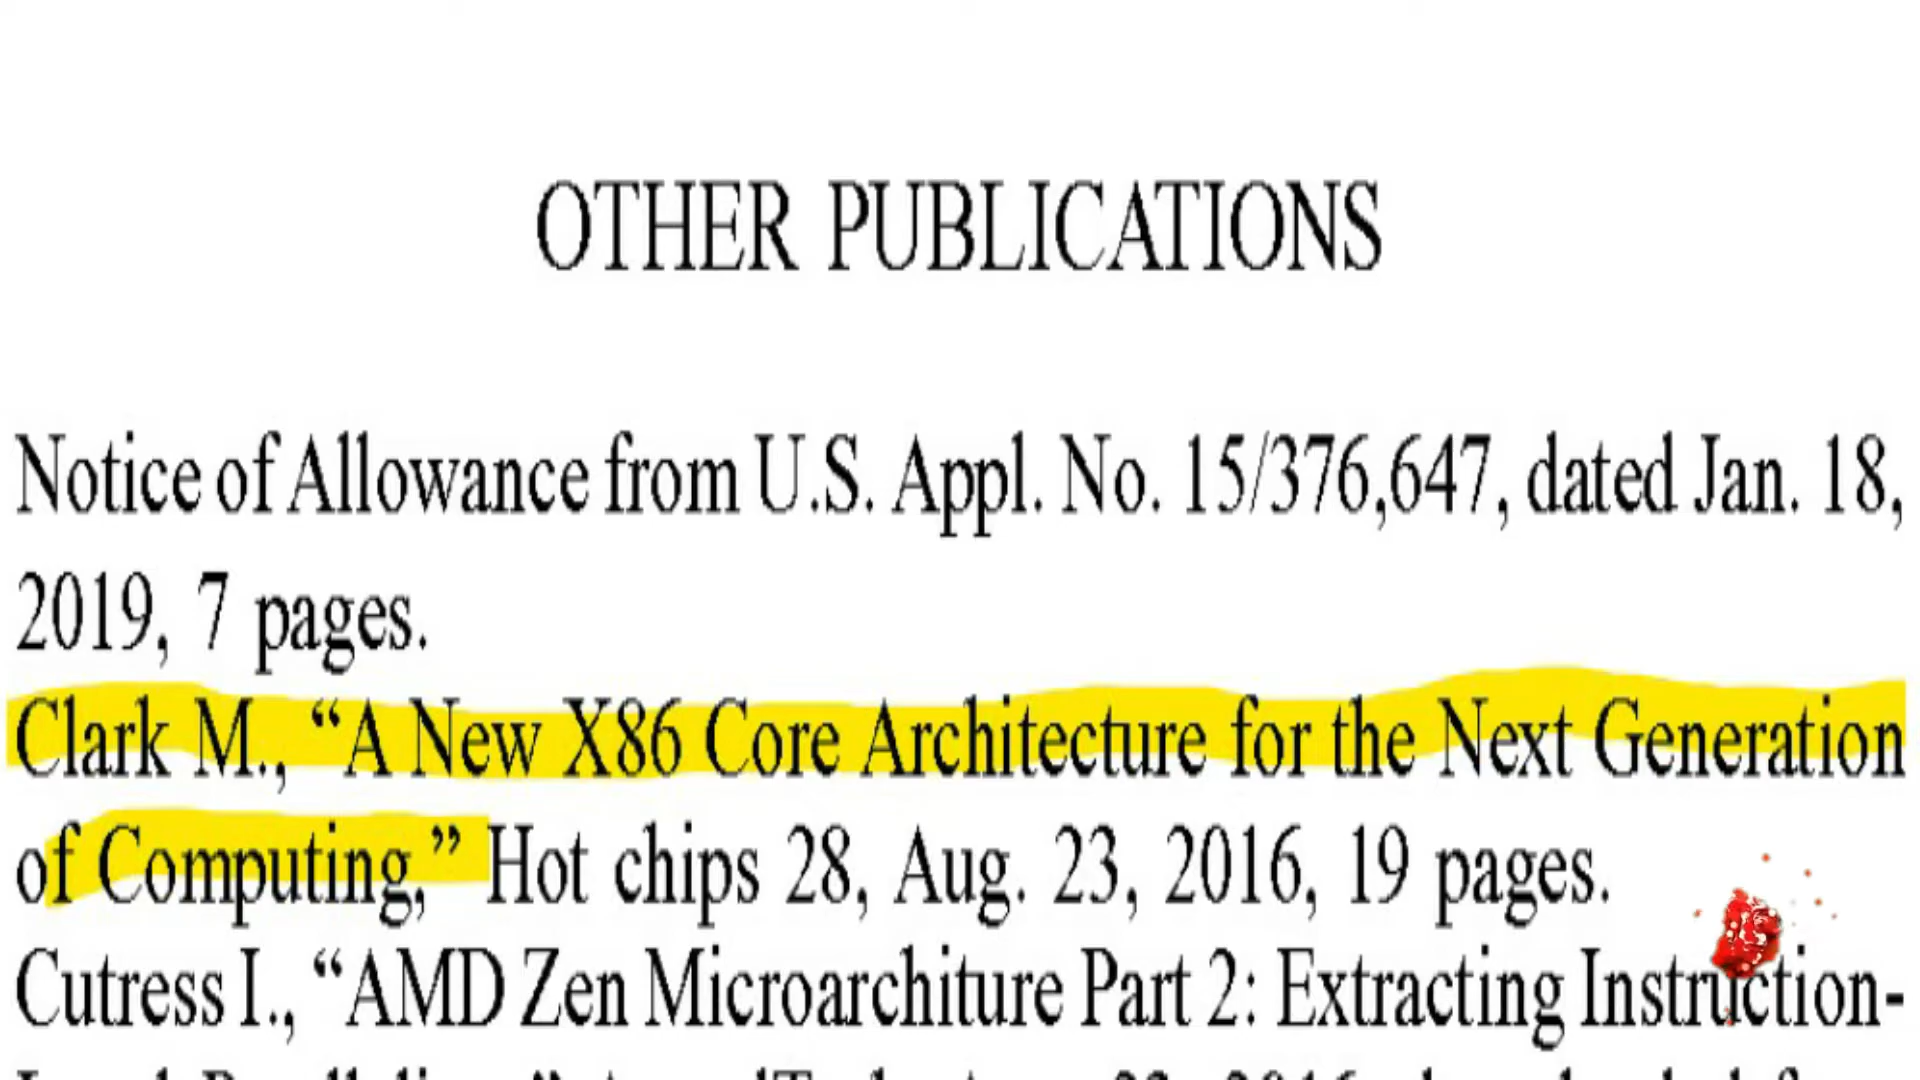 OTHER PUBLICATIONS
Notice of Allowance from U.S. Appl. No. 15/376,647, dated Jan. 18,
2019, 7 pages.
Clark M., “A New X86 Core Architecture for the Next Generation
of Computing,” Hot chips 28, Aug. 23, 2016, 19 pages.
Cutress I., “AMD Zen Microarchiture Part 2: Extracting Instruction-